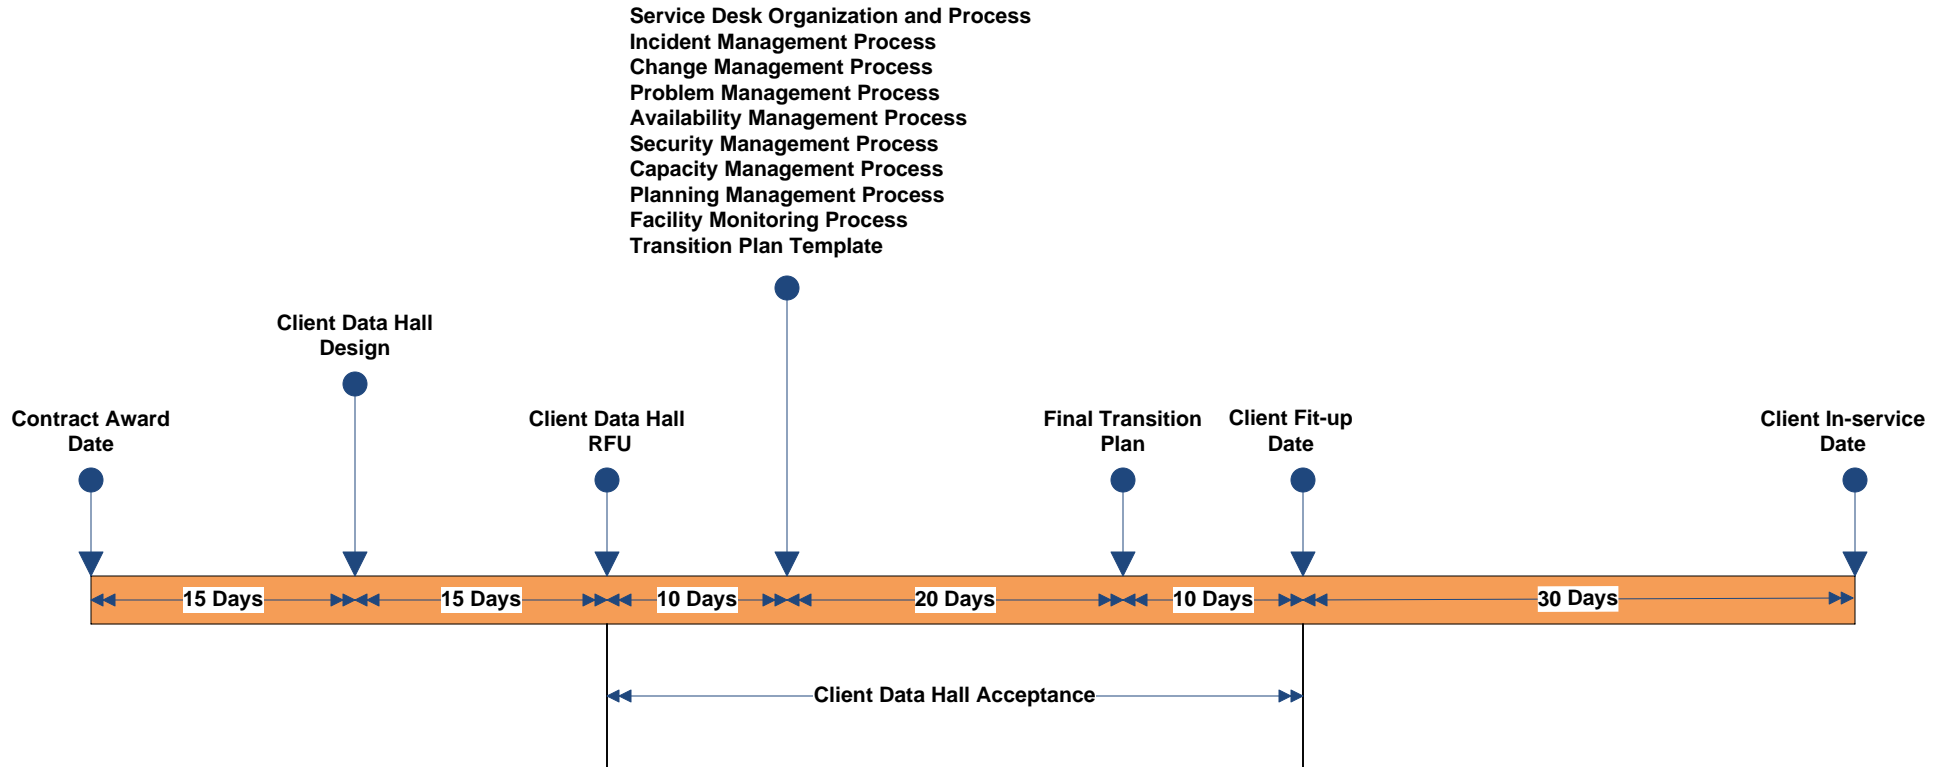 Service Desk Organization and Process
Incident Management Process
Change Management Process
Problem Management Process
Availability Management Process
Security Management Process
Capacity Management Process
Planning Management Process
Facility Monitoring Process
Transition Plan Template
Client Data Hall
Design
Contract Award
Date
Client Data Hall
RFU
Final Transition
Plan
Client Fit-up
Date
Client In-service
Date
15 Days
15 Days
10 Days
20 Days
10 Days
30 Days
Client Data Hall Acceptance